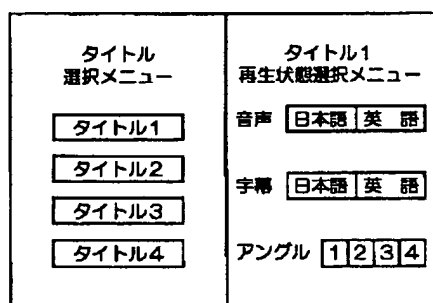 タイトル
選択メニュー
タイトル1
タイトル2
タイトル3
タイトル4
タイトル1
再生状態選択メニュー
音声 日本語 英 語
字幕 日本語 英 語
アングル 1 2 3 4